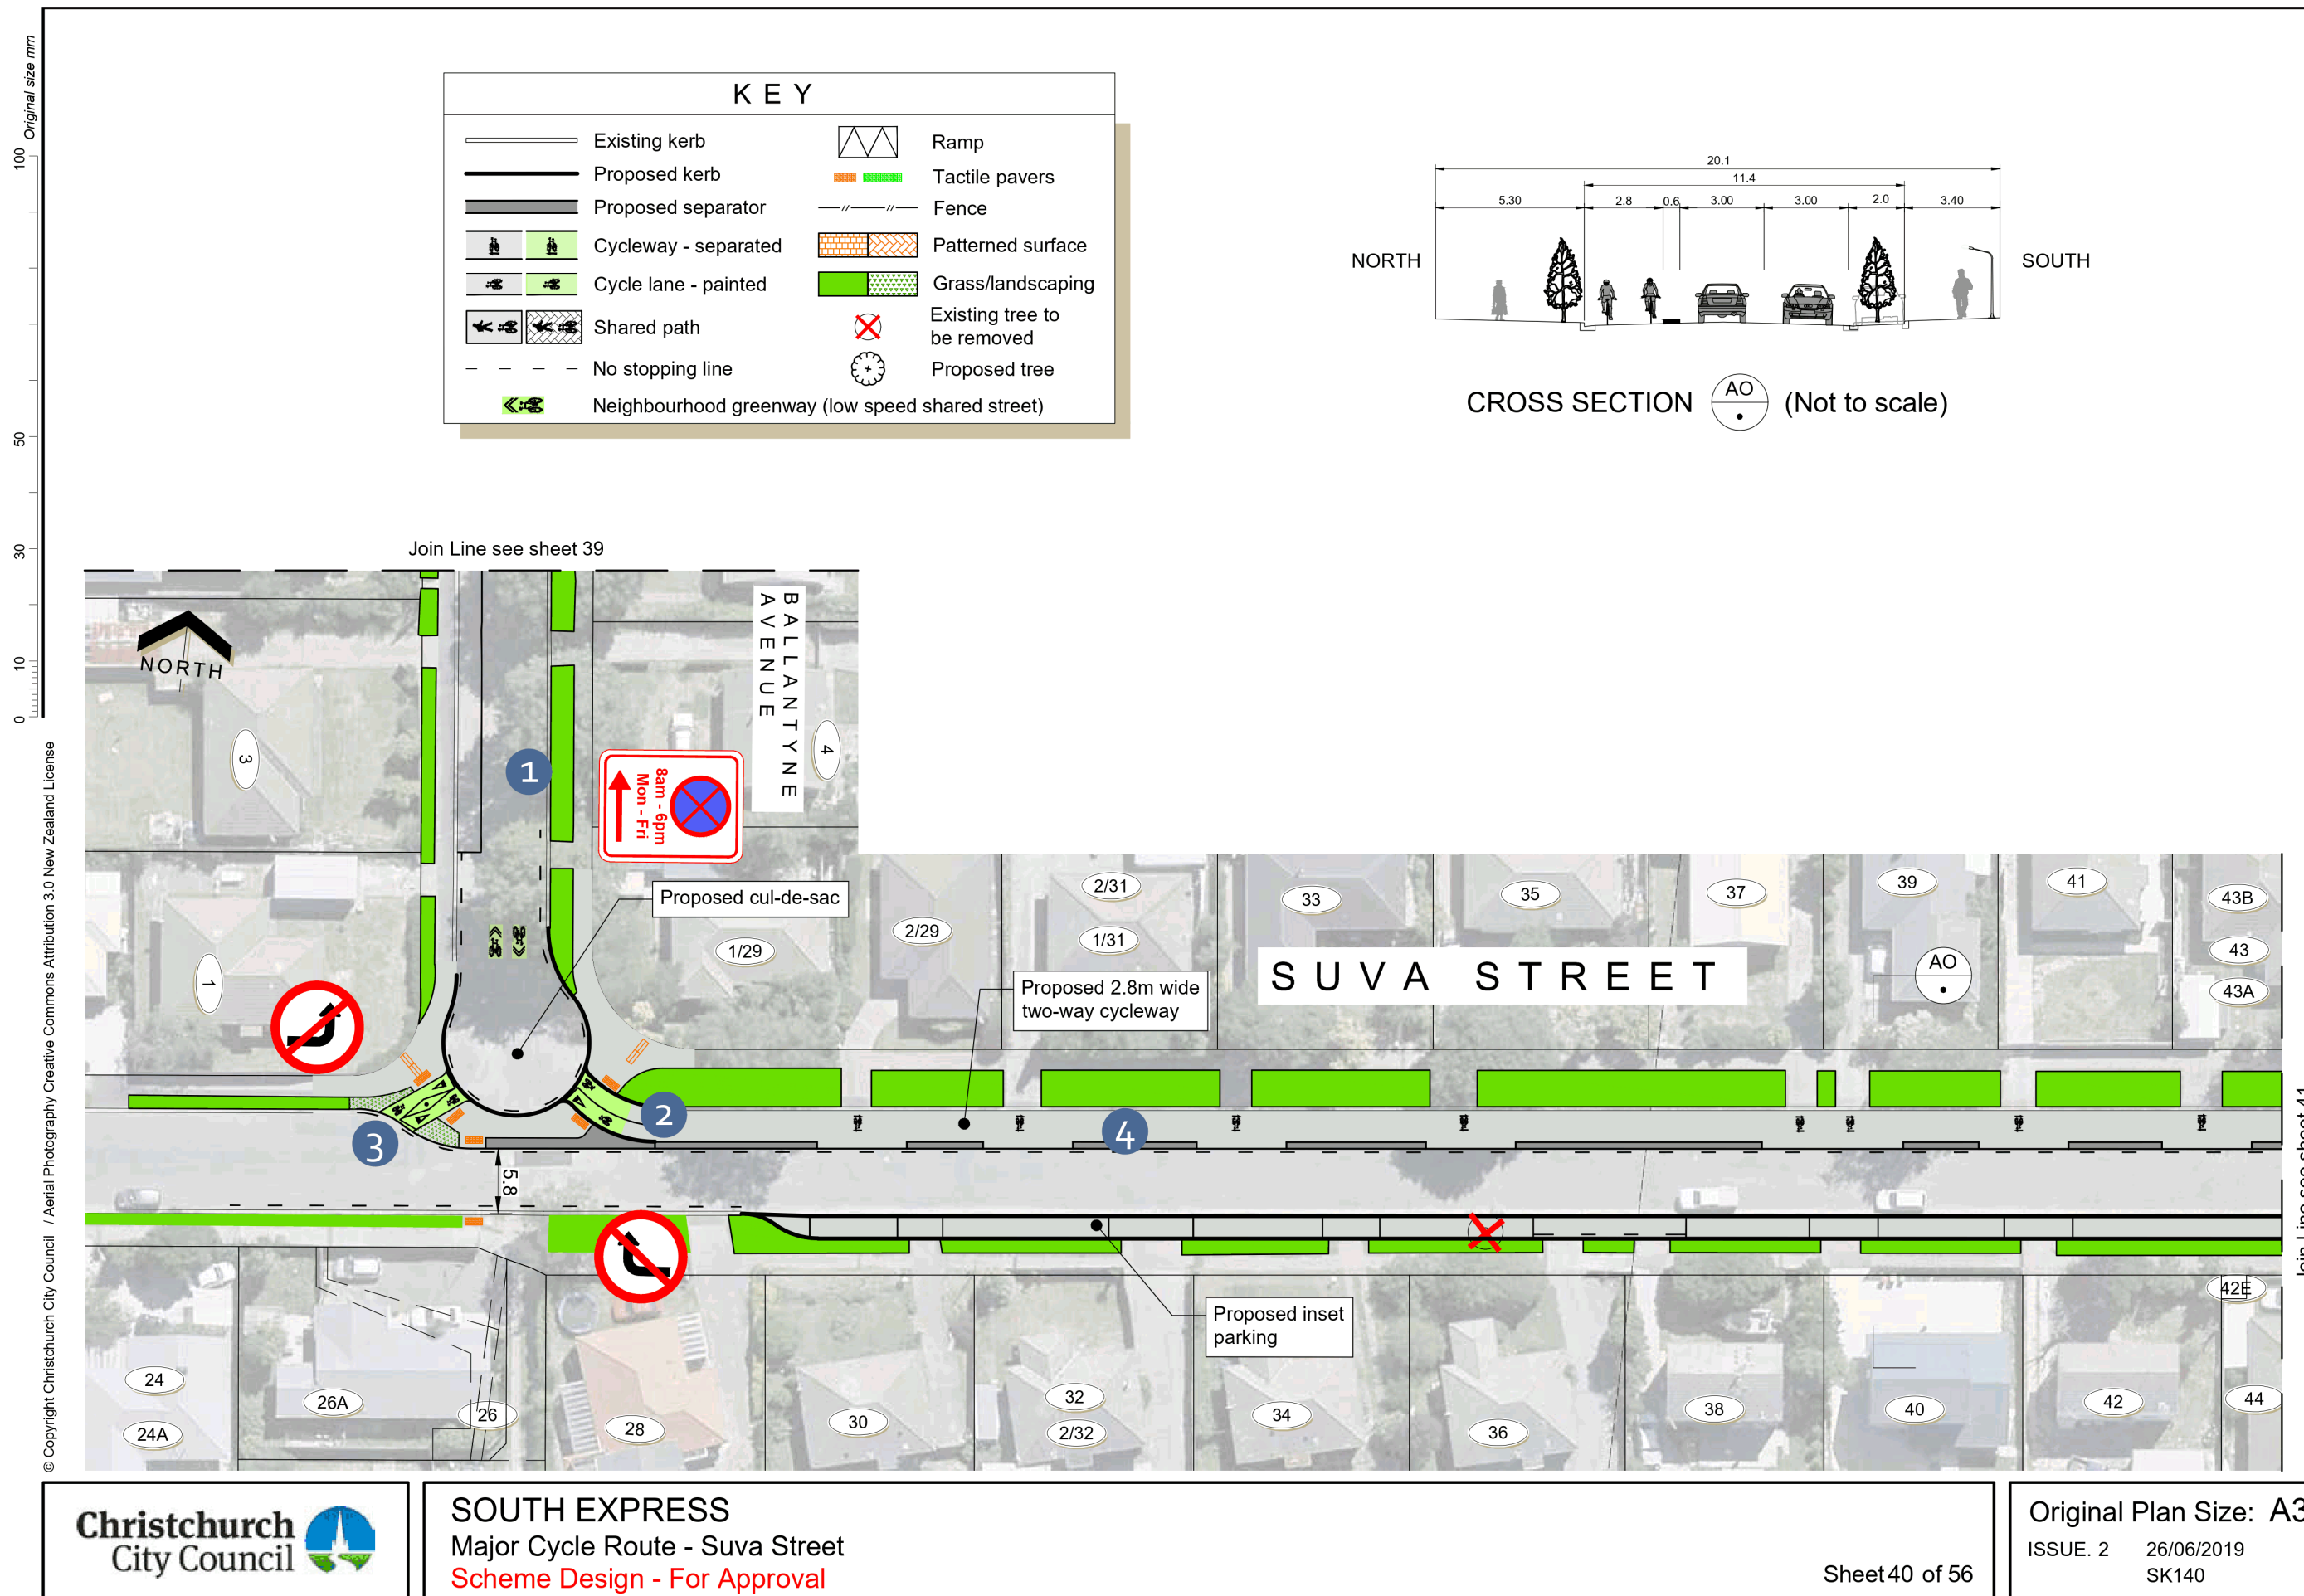 Original size mm
100
50
30
10
0
© Copyright Christchurch City Council / Aerial Photography Creative Commons Attribution 3.0 New Zealand License
KEY
Existing kerb
Proposed kerb
Proposed separator
Cycleway - separated
Cycle lane - painted
Shared path
No stopping line
Neighbourhood greenway (low speed shared street)
Ramp
Tactile pavers
Fence
Patterned surface
Grass/landscaping
Existing tree to
be removed
Proposed tree
20.1
11.4
5.30 2.8 0.6 3.00 3.00 2.0 3.40
NORTH
SOUTH
CROSS SECTION AO (Not to scale)
Join Line see sheet 39
NORTH
BALLANTYNE
AVENUE
3
4
1
8am - 6pm
Mon - Fri
Proposed cul-de-sac
1
1/29
2/29
2/31
1/31
33
35
37
39
41
43B
43
43A
Proposed 2.8m wide
two-way cycleway
SUVA STREET
AO
2
3
4
5.8
Join Line see sheet 41
Proposed inset
parking
24
24A
26A
26
28
30
32
2/32
34
36
38
40
42
42E
44
Christchurch
City Council
SOUTH EXPRESS
Major Cycle Route - Suva Street
Scheme Design - For Approval
Sheet 40 of 56
Original Plan Size: A3
ISSUE. 2 26/06/2019
SK140